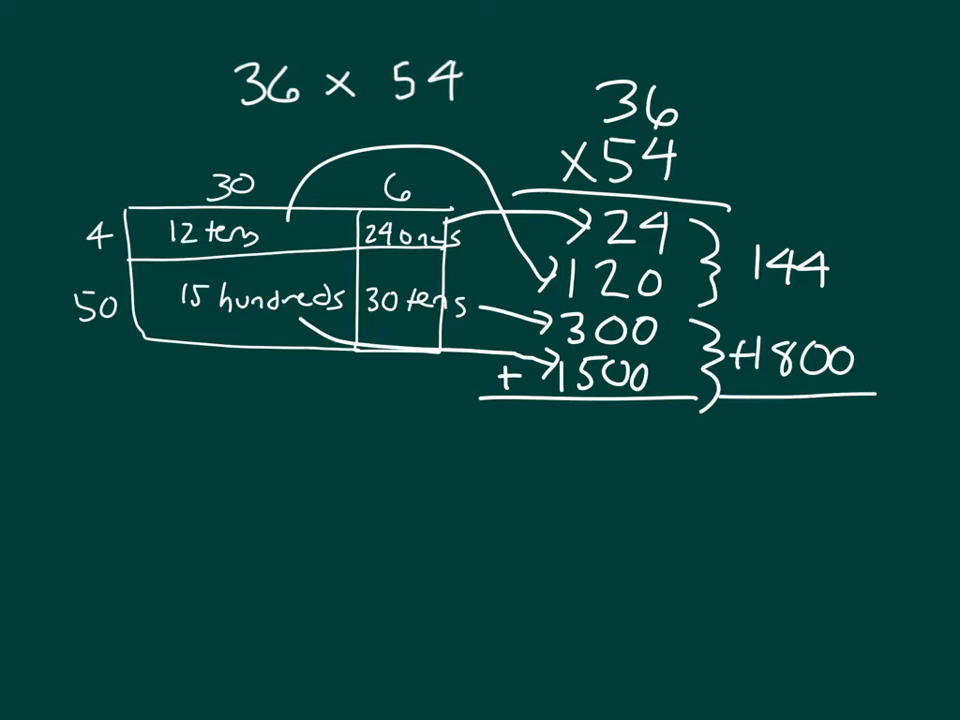 36 x 54
30 6
4 12 tens 24 ones
50 15 hundreds 30 tens
36
x54
24
120
300
+ 1500
144
+1800